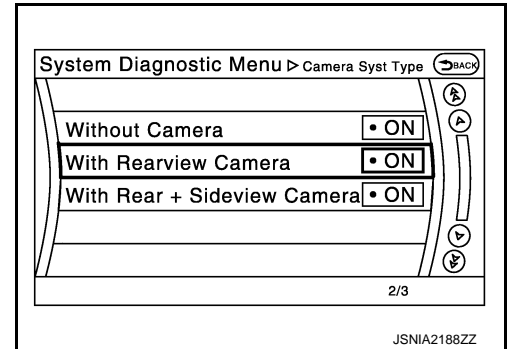 System Diagnostic Menu ▷ Camera Syst Type BACK
Without Camera • ON
With Rearview Camera • ON
With Rear + Sideview Camera • ON
2/3
JSNIA2188ZZ